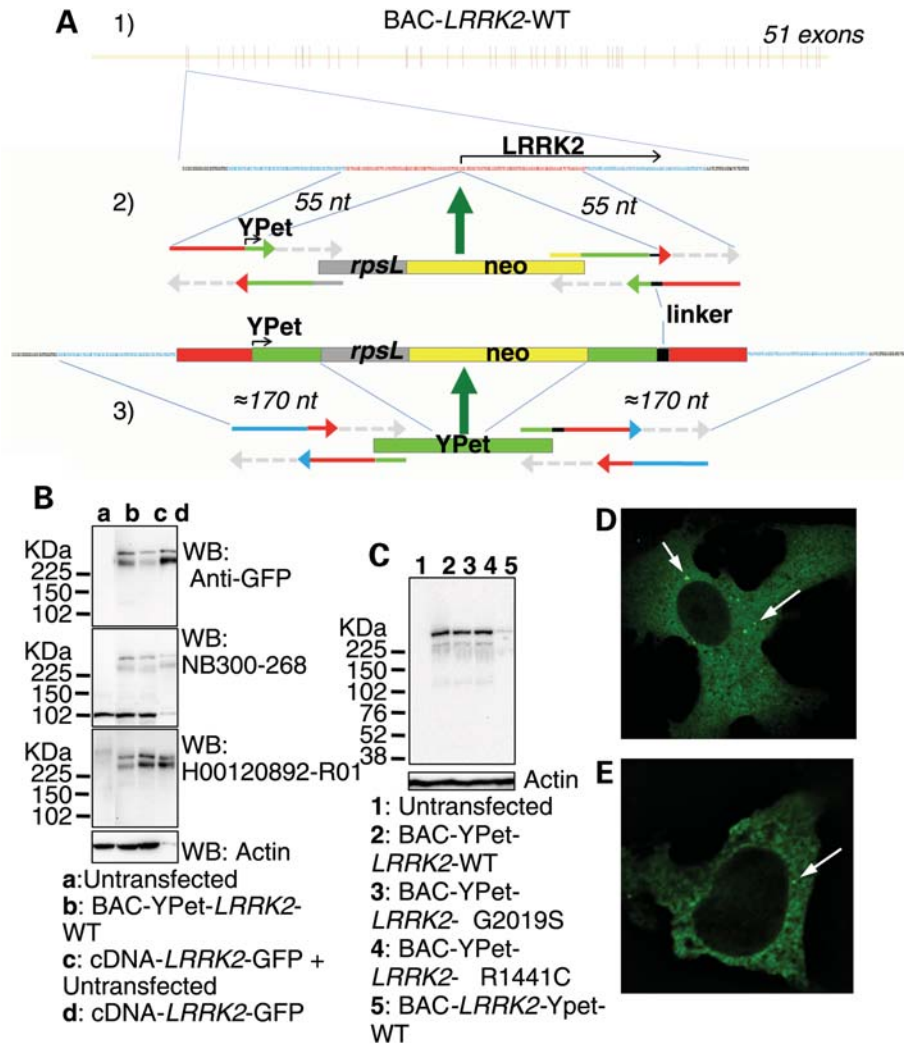 A
1)
BAC-LRRK2-WT
51 exons
LRRK2
2)
55 nt
55 nt
YPet
rpsL
neo
linker
YPet
rpsL
neo
≈170 nt
≈170 nt
3)
YPet
B
a b c d
KDa
225
150
102
WB:
Anti-GFP
225
150
102
WB:
NB300-268
KDa
225
150
102
WB:
H00120892-R01
WB: Actin
a:Untransfected
b: BAC-YPet-LRRK2-
WT
c: cDNA-LRRK2-GFP +
Untransfected
d: cDNA-LRRK2-GFP
C
1 2 3 4 5
KDa
225
150
102
76
52
38
Actin
1: Untransfected
2: BAC-YPet-
LRRK2-WT
3: BAC-YPet-
LRRK2- G2019S
4: BAC-YPet-
LRRK2- R1441C
5: BAC-LRRK2-Ypet-
WT
D
E